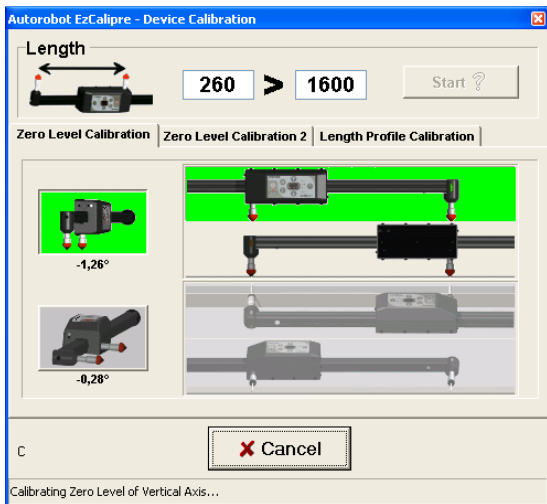 Autorobot EzCalipre - Device Calibration
Length
260 > 1600 Start ?
Zero Level Calibration Zero Level Calibration 2 Length Profile Calibration
-1,26°
-0,28°
C
Cancel
Calibrating Zero Level of Vertical Axis...